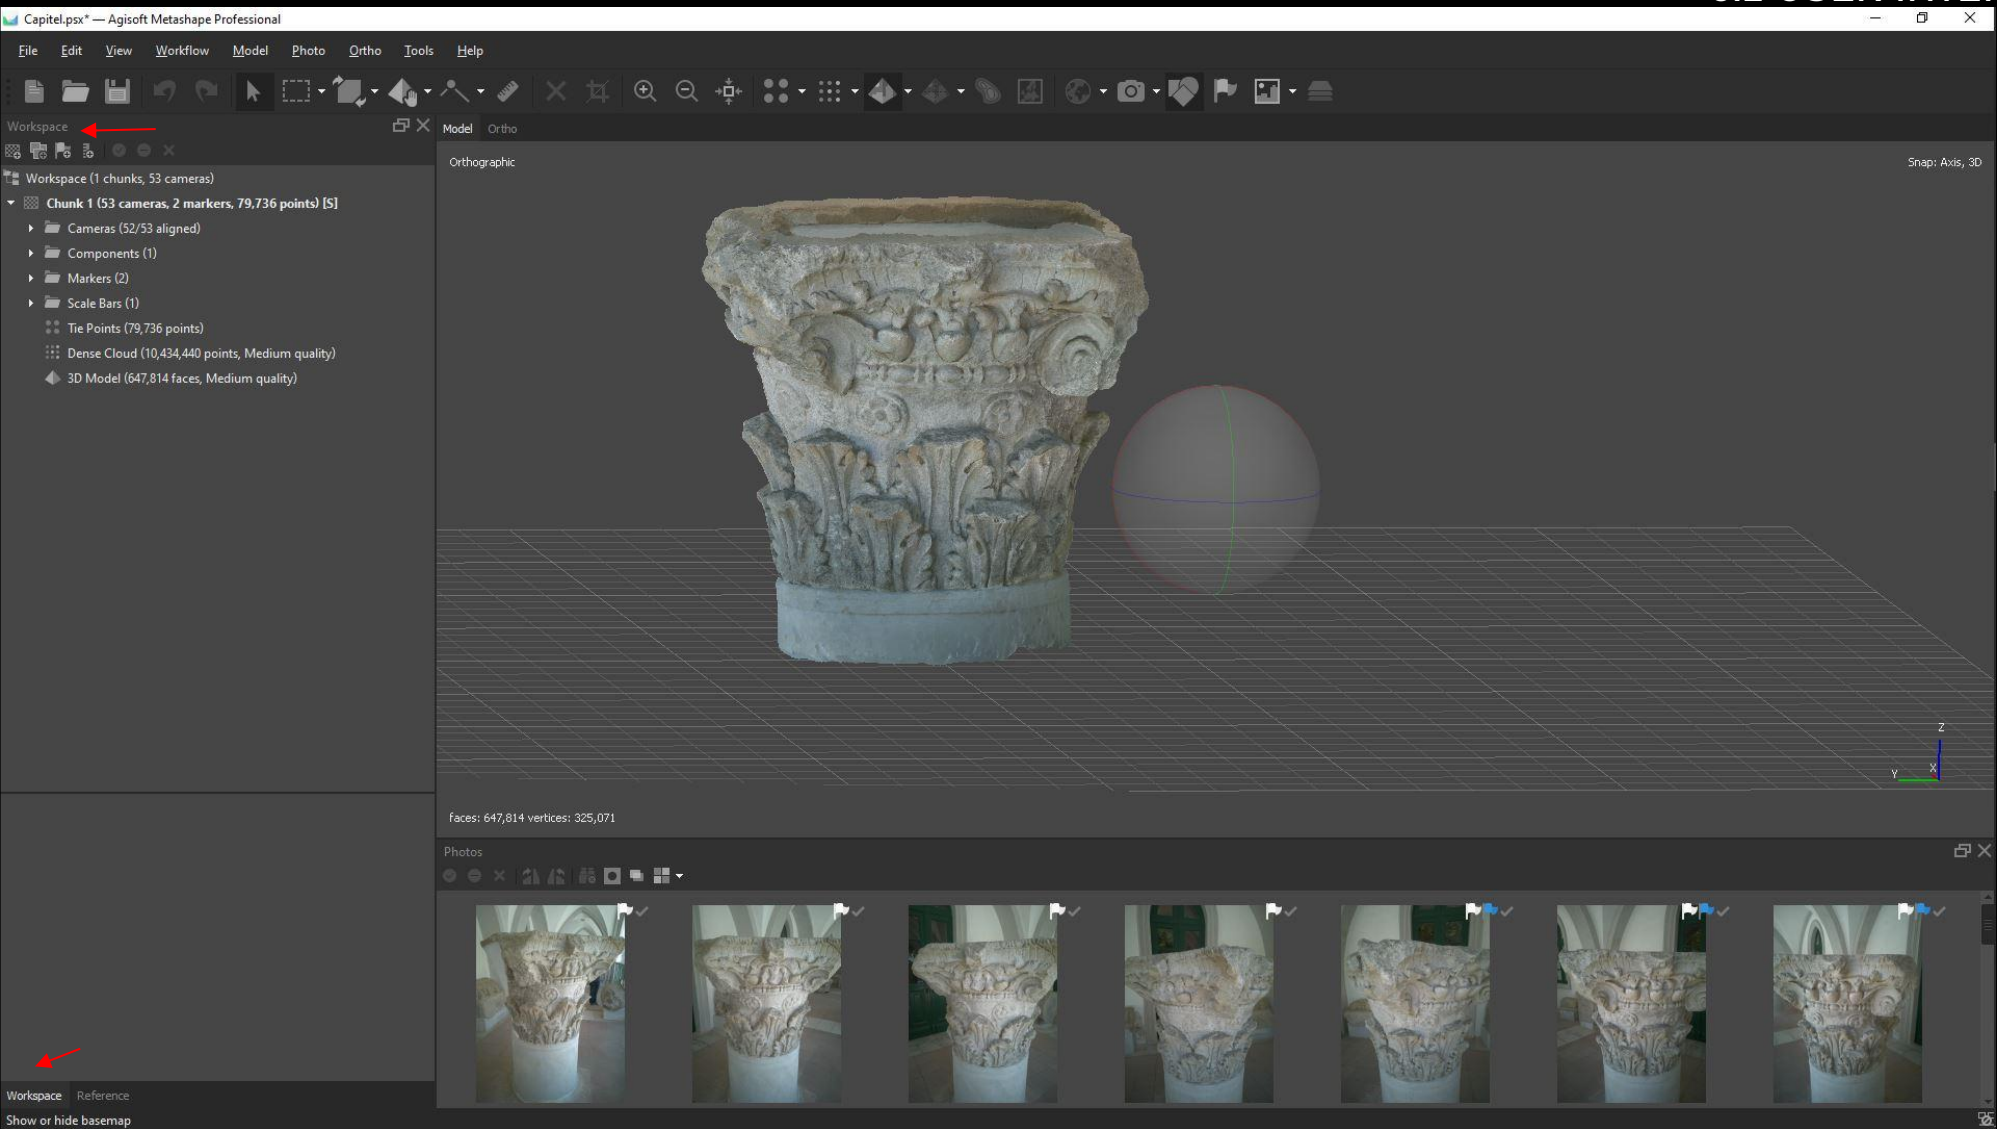 Capitel.psx* — Agisoft Metashape Professional
File Edit View Workflow Model Photo Ortho Tools Help
Workspace
Workspace (1 chunks, 53 cameras)
Chunk 1 (53 cameras, 2 markers, 79,736 points) [S]
Cameras (52/53 aligned)
Components (1)
Markers (2)
Scale Bars (1)
Tie Points (79,736 points)
Dense Cloud (10,434,440 points, Medium quality)
3D Model (647,814 faces, Medium quality)
Model Ortho
Orthographic
Snap: Axis, 3D
Z
Y X
faces: 647,814 vertices: 325,071
Photos
Workspace Reference
Show or hide basemap